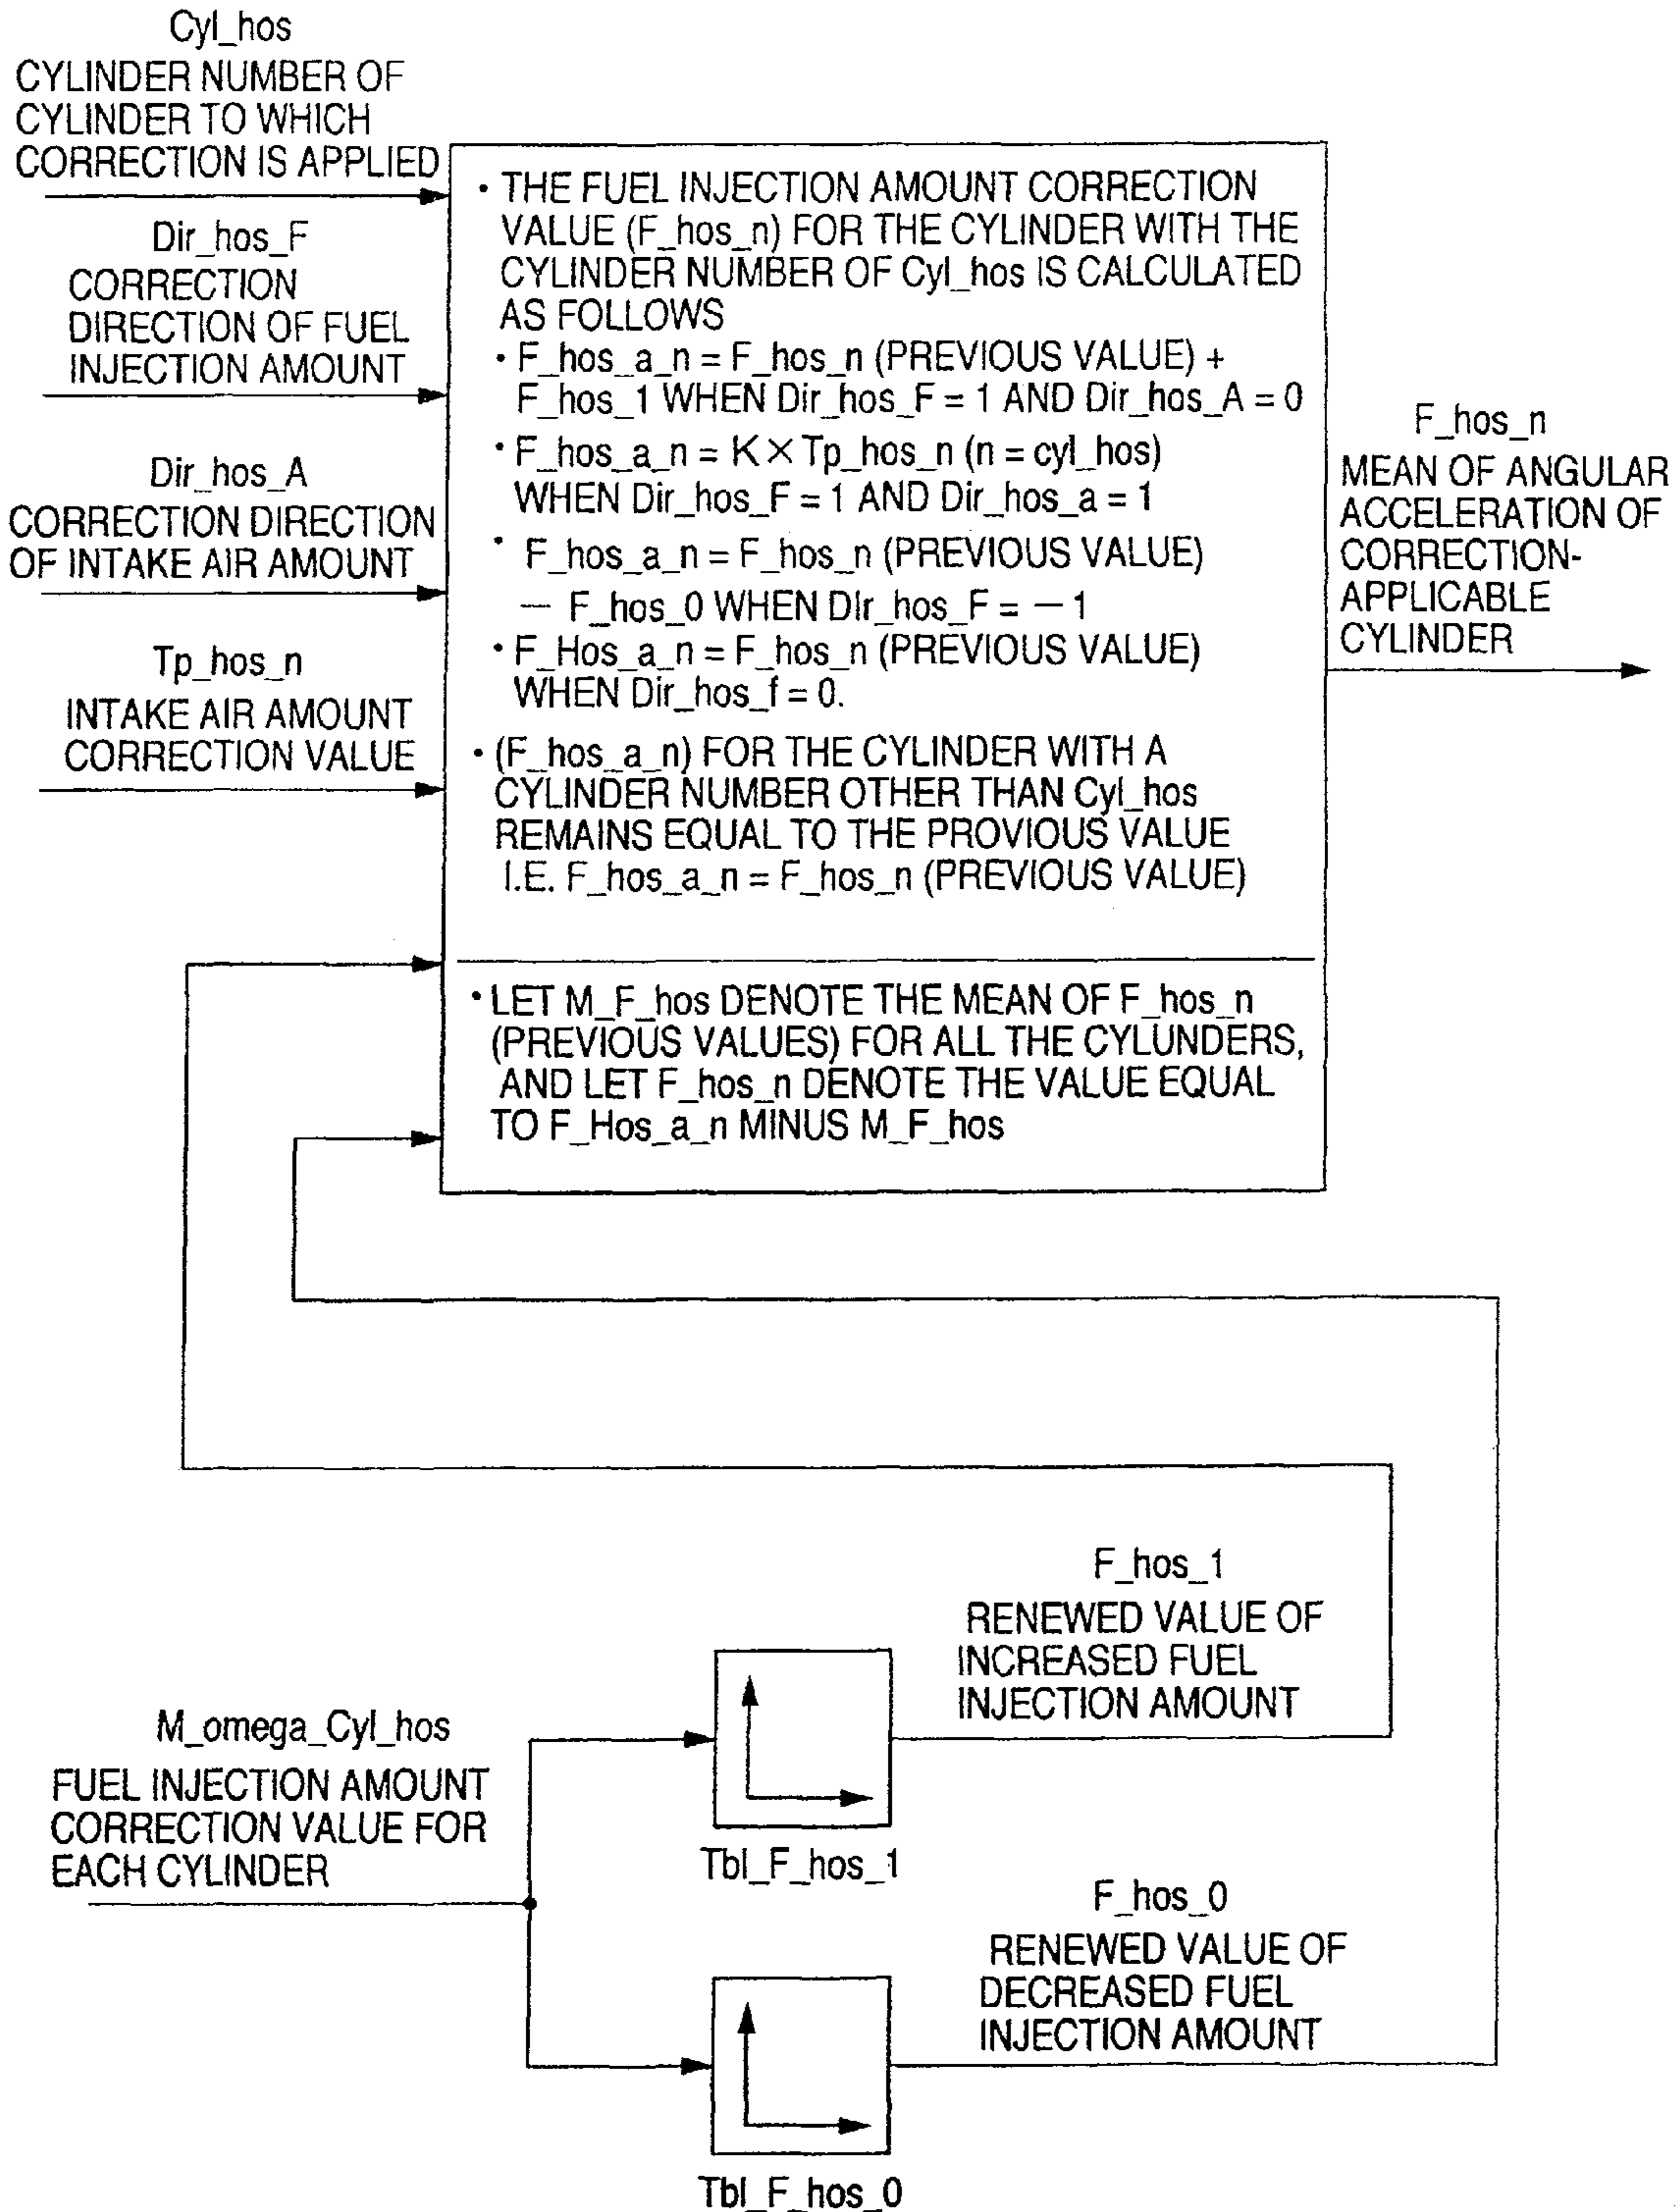 Cyl_hos
CYLINDER NUMBER OF
CYLINDER TO WHICH
CORRECTION IS APPLIED
Dir_hos_F
CORRECTION
DIRECTION OF FUEL
INJECTION AMOUNT
Dir_hos_A
CORRECTION DIRECTION
OF INTAKE AIR AMOUNT
Tp_hos_n
INTAKE AIR AMOUNT
CORRECTION VALUE
• THE FUEL INJECTION AMOUNT CORRECTION
VALUE (F_hos_n) FOR THE CYLINDER WITH THE
CYLINDER NUMBER OF Cyl_hos IS CALCULATED
AS FOLLOWS
• F_hos_a_n = F_hos_n (PREVIOUS VALUE) +
F_hos_1 WHEN Dir_hos_F = 1 AND Dir_hos_A = 0
• F_hos_a_n = K × Tp_hos_n (n = cyl_hos)
WHEN Dir_hos_F = 1 AND Dir_hos_a = 1
• F_hos_a_n = F_hos_n (PREVIOUS VALUE)
— F_hos_0 WHEN DIr_hos_F = — 1
• F_Hos_a_n = F_hos_n (PREVIOUS VALUE)
WHEN Dir_hos_f = 0.
• (F_hos_a_n) FOR THE CYLINDER WITH A
CYLINDER NUMBER OTHER THAN Cyl_hos
REMAINS EQUAL TO THE PROVIOUS VALUE
I.E. F_hos_a_n = F_hos_n (PREVIOUS VALUE)
• LET M_F_hos DENOTE THE MEAN OF F_hos_n
(PREVIOUS VALUES) FOR ALL THE CYLUNDERS,
AND LET F_hos_n DENOTE THE VALUE EQUAL
TO F_Hos_a_n MINUS M_F_hos
F_hos_n
MEAN OF ANGULAR
ACCELERATION OF
CORRECTION-
APPLICABLE
CYLINDER
M_omega_Cyl_hos
FUEL INJECTION AMOUNT
CORRECTION VALUE FOR
EACH CYLINDER
Tbl_F_hos_1
F_hos_1
RENEWED VALUE OF
INCREASED FUEL
INJECTION AMOUNT
Tbl_F_hos_0
F_hos_0
RENEWED VALUE OF
DECREASED FUEL
INJECTION AMOUNT